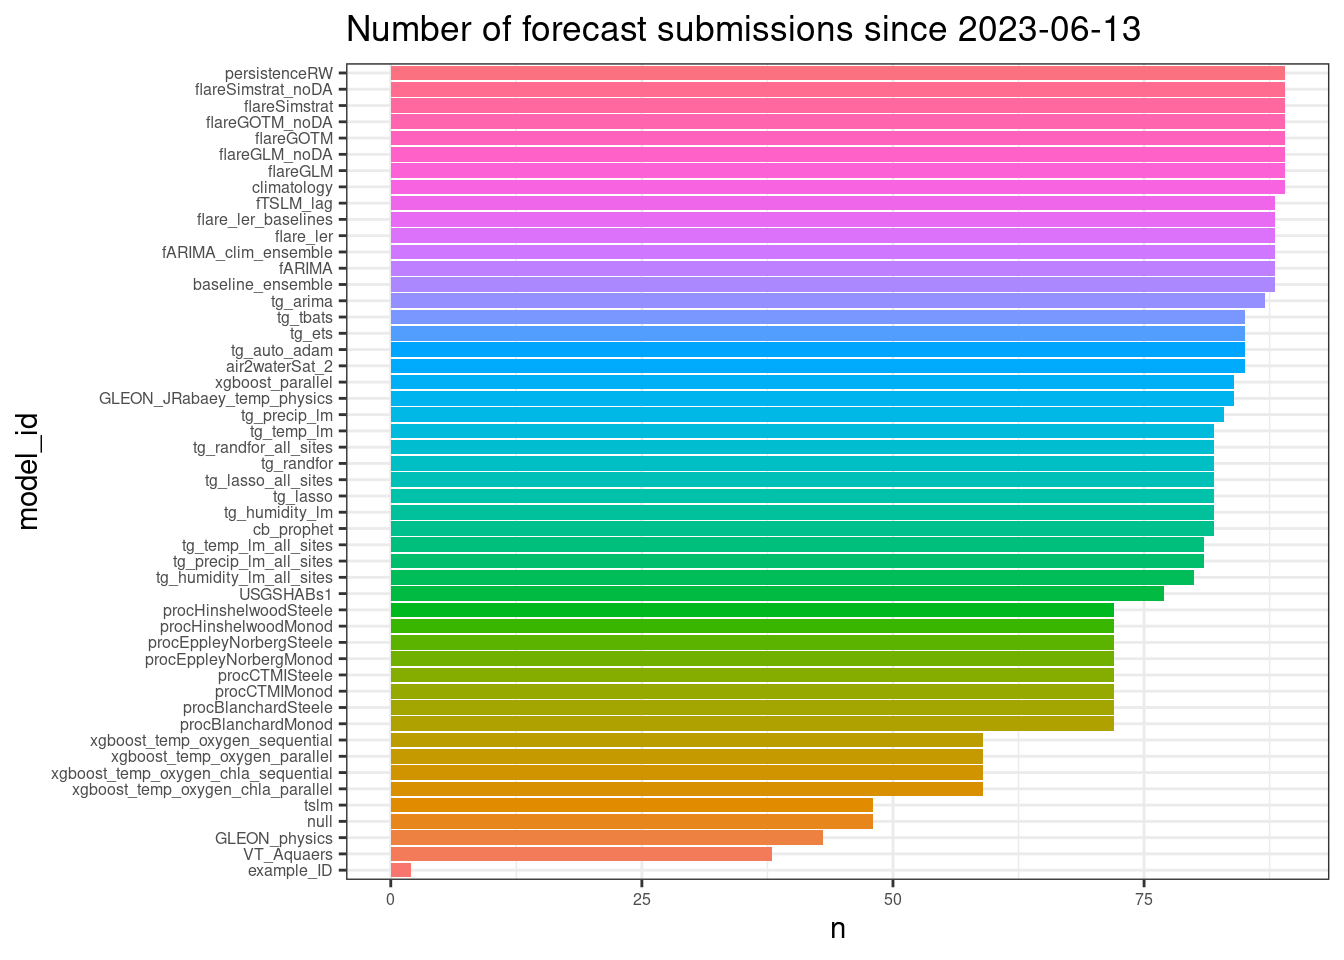 Number of forecast submissions since 2023-06-13
persistenceRW
flareSimstrat_noDA
flareSimstrat
flareGOTM_noDA
flareGOTM
flareGLM_noDA
flareGLM
climatology
fTSLM_lag
flare_ler_baselines
flare_ler
fARIMA_clim_ensemble
fARIMA
baseline_ensemble
tg_arima
tg_tbats
tg_ets
tg_auto_adam
air2waterSat_2
xgboost_parallel
GLEON_JRabaey_temp_physics
tg_precip_lm
tg_temp_lm
tg_randfor_all_sites
tg_randfor
tg_lasso_all_sites
tg_lasso
tg_humidity_lm
cb_prophet
tg_temp_lm_all_sites
tg_precip_lm_all_sites
tg_humidity_lm_all_sites
USGSHABs1
procHinshelwoodSteele
procHinshelwoodMonod
procEppleyNorbergSteele
procEppleyNorbergMonod
procCTMISteele
procCTMIMonod
procBlanchardSteele
procBlanchardMonod
xgboost_temp_oxygen_sequential
xgboost_temp_oxygen_parallel
xgboost_temp_oxygen_chla_sequential
xgboost_temp_oxygen_chla_parallel
tslm
null
GLEON_physics
VT_Aquaers
example_ID
model_id
0 25 50 75
n